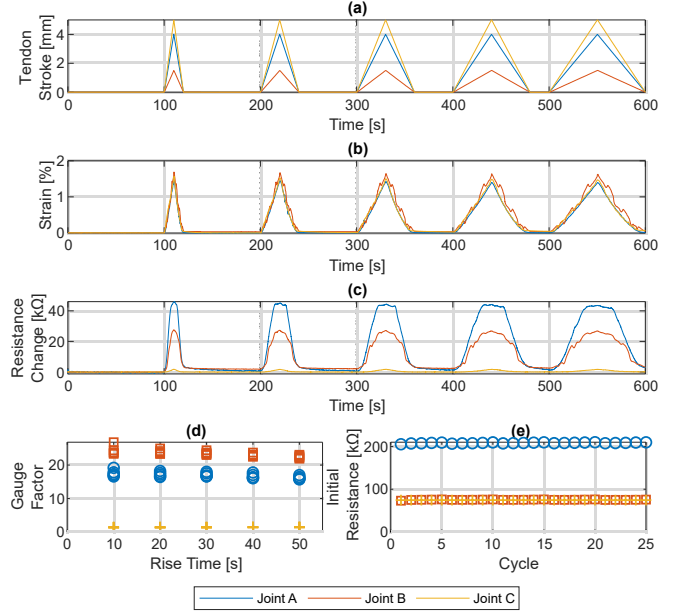 (a)
Tendon
Stroke [mm]
4
2
0
0 100 200 300 400 500 600
Time [s]
(b)
Strain [%]
2
1
0
0 100 200 300 400 500 600
Time [s]
(c)
Resistance
Change [kΩ]
40
20
0
0 100 200 300 400 500 600
(d)
Gauge
Factor
20
10
0
0 10 20 30 40 50
Rise Time [s]
(e)
Initial
Resistance [kΩ]
200
100
0
0 5 10 15 20 25
Cycle
Joint A Joint B Joint C